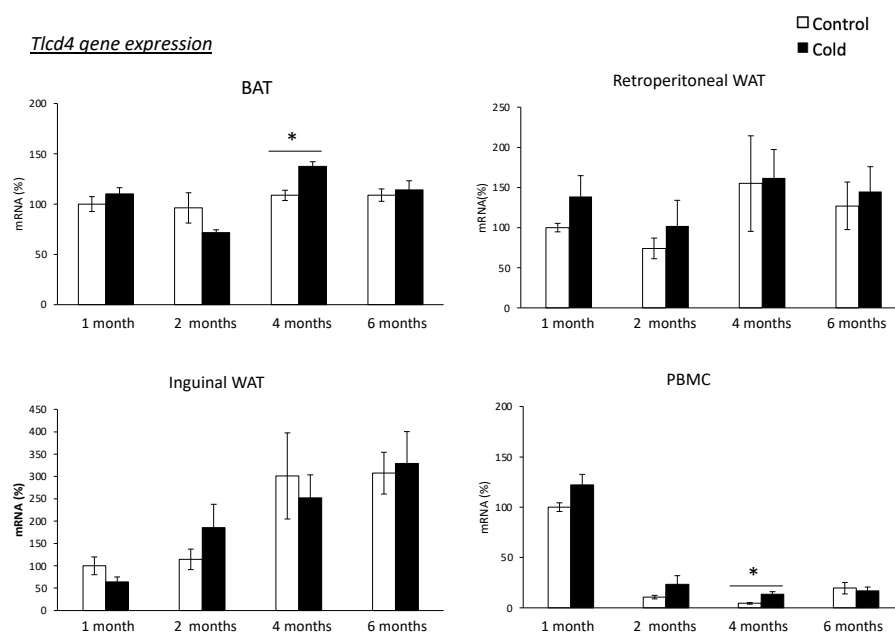 Tlcd4 gene expression
Control
Cold
BAT
mRNA (%)
200
150
100
50
0
*
1 month 2 months 4 months 6 months
Retroperitoneal WAT
mRNA(%)
250
200
150
100
50
0
1 month 2 months 4 months 6 months
Inguinal WAT
mRNA (%)
450
400
350
300
250
200
150
100
50
0
1 month 2 months 4 months 6 months
PBMC
mRNA (%)
200
150
100
50
0
*
1 month 2 months 4 months 6 months